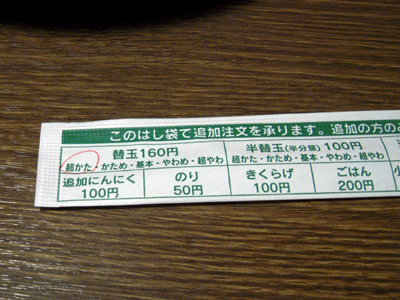 このはし袋で追加注文を承ります。追加の方のみ
替玉160円
超かた・かため・基本・やわめ・超やわ
半替玉(半分量)100円
超かた・かため・基本・やわめ・超やわ
追加にんにく
100円
のり
50円
きくらげ
100円
ごはん
200円
小